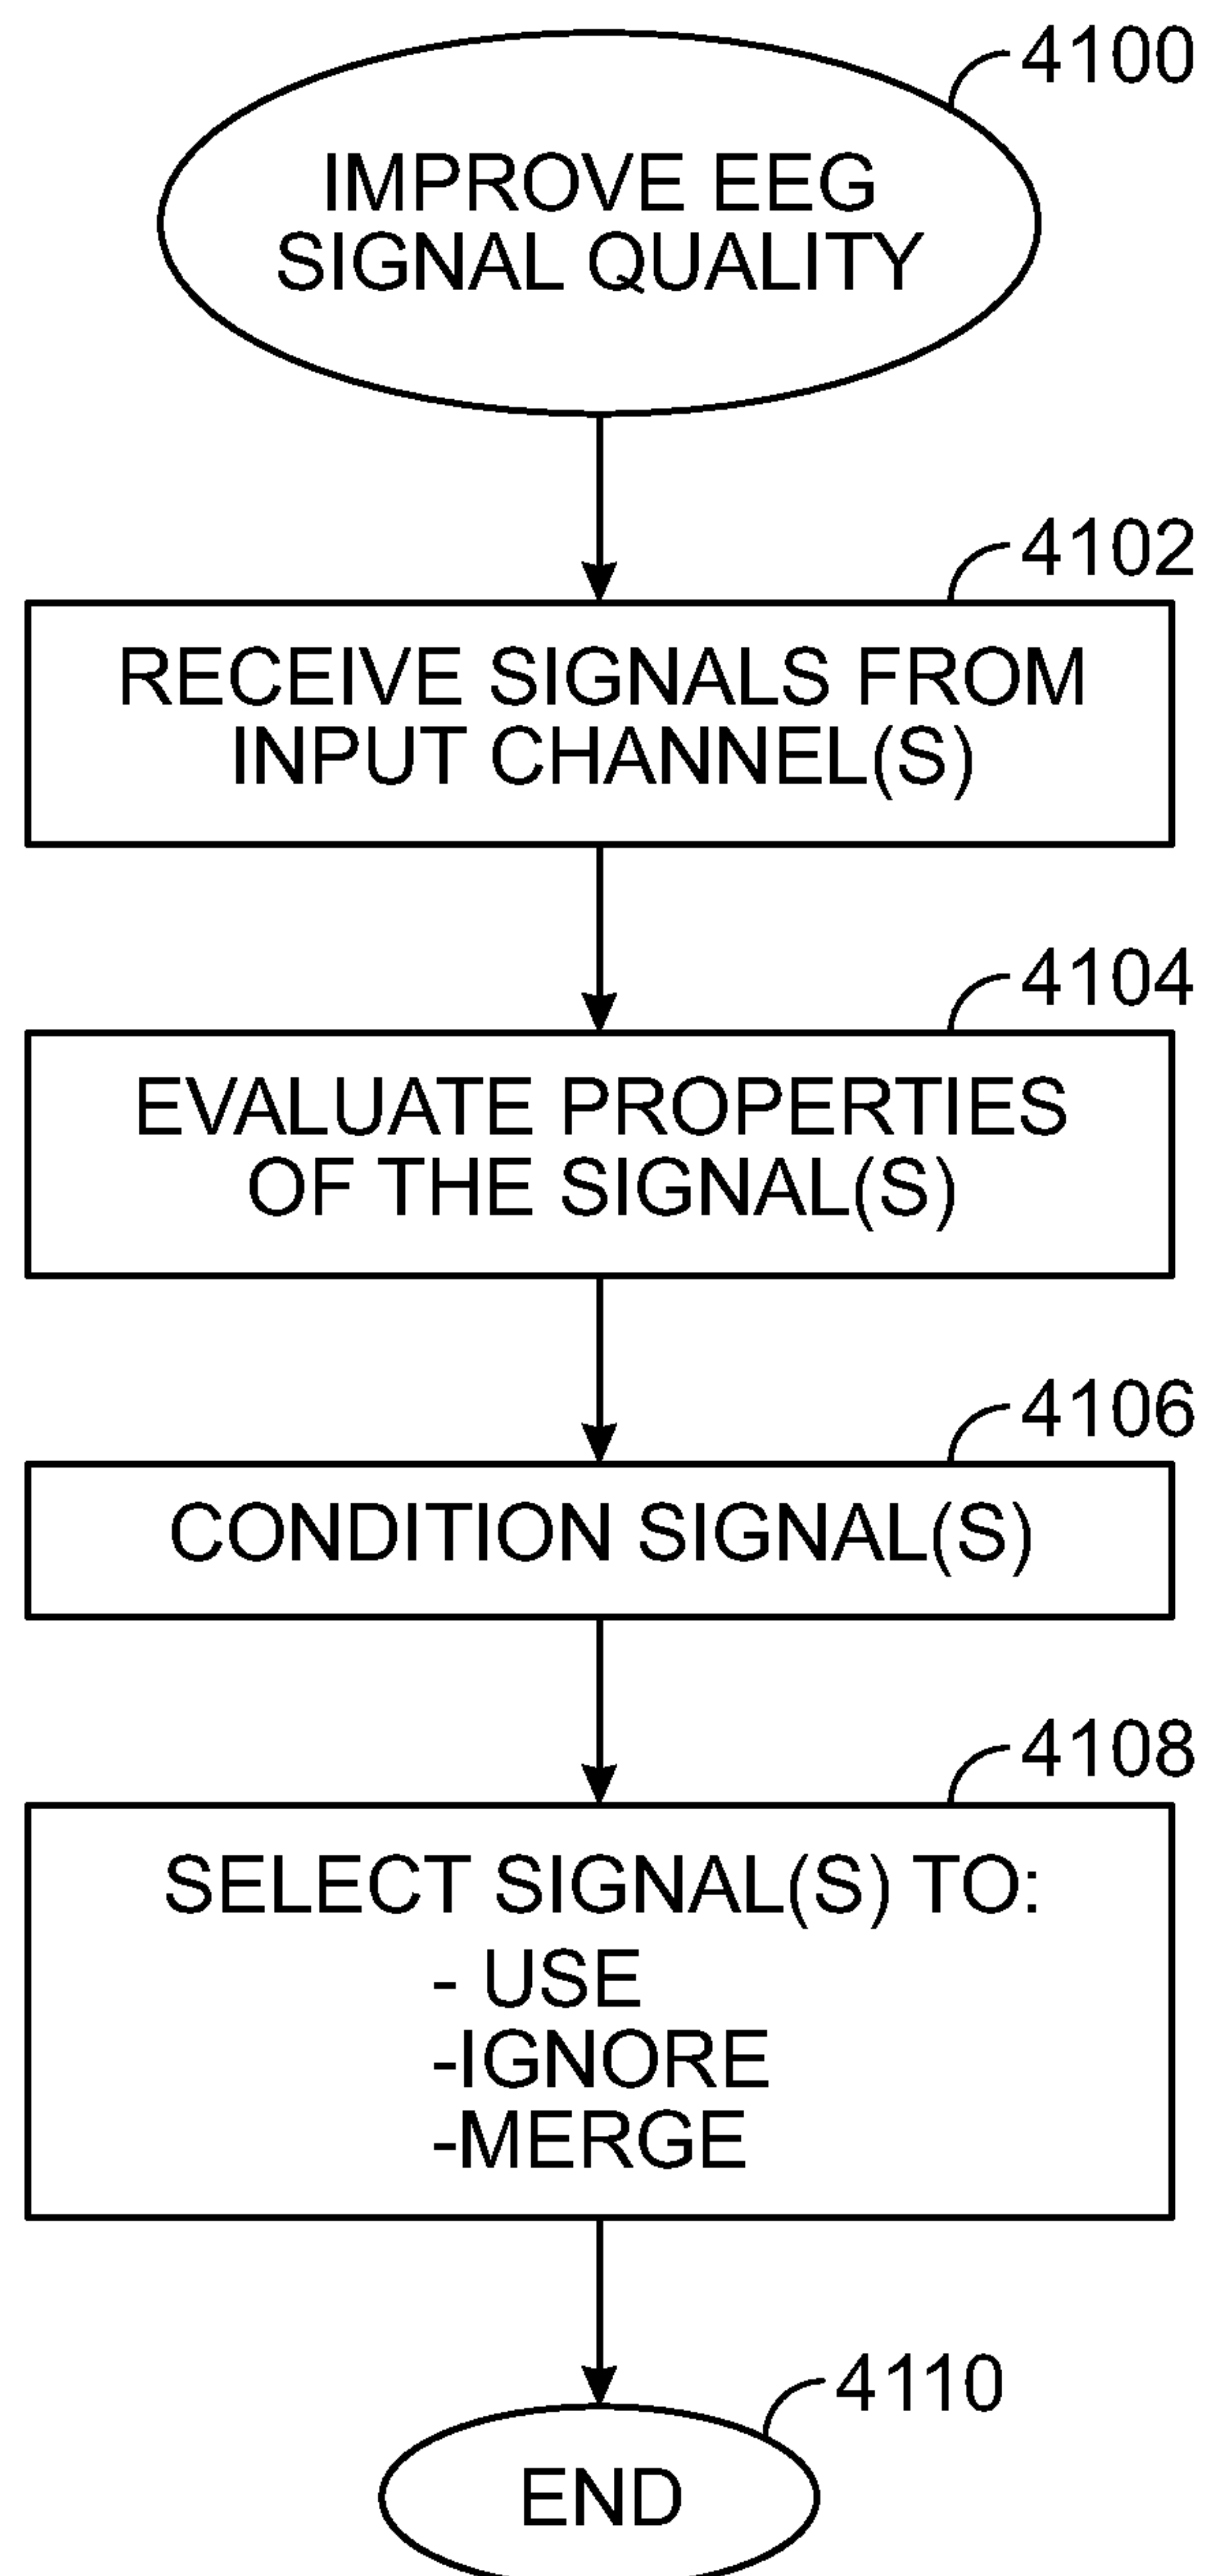 4100
IMPROVE EEG
SIGNAL QUALITY
4102
RECEIVE SIGNALS FROM
INPUT CHANNEL(S)
4104
EVALUATE PROPERTIES
OF THE SIGNAL(S)
4106
CONDITION SIGNAL(S)
4108
SELECT SIGNAL(S) TO:
- USE
-IGNORE
-MERGE
4110
END